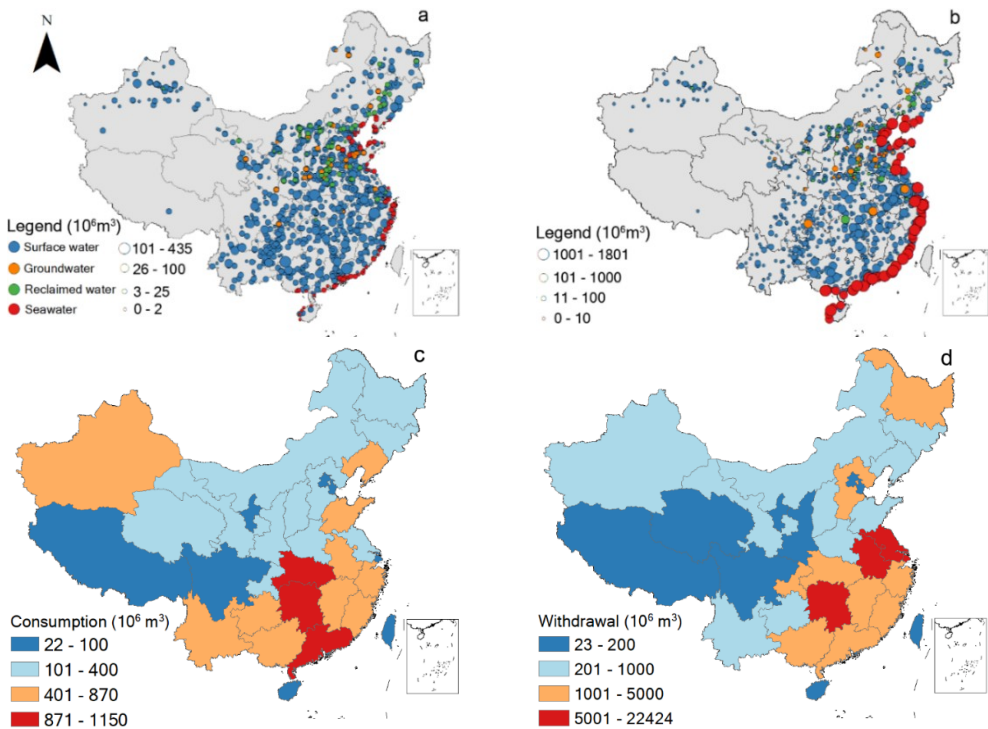 N
a
Legend (10⁶m³)
Surface water
Groundwater
Reclaimed water
Seawater
101 - 435
26 - 100
3 - 25
0 - 2
b
Legend (10⁶m³)
1001 - 1801
101 - 1000
11 - 100
0 - 10
c
Consumption (10⁶ m³)
22 - 100
101 - 400
401 - 870
871 - 1150
d
Withdrawal (10⁶ m³)
23 - 200
201 - 1000
1001 - 5000
5001 - 22424